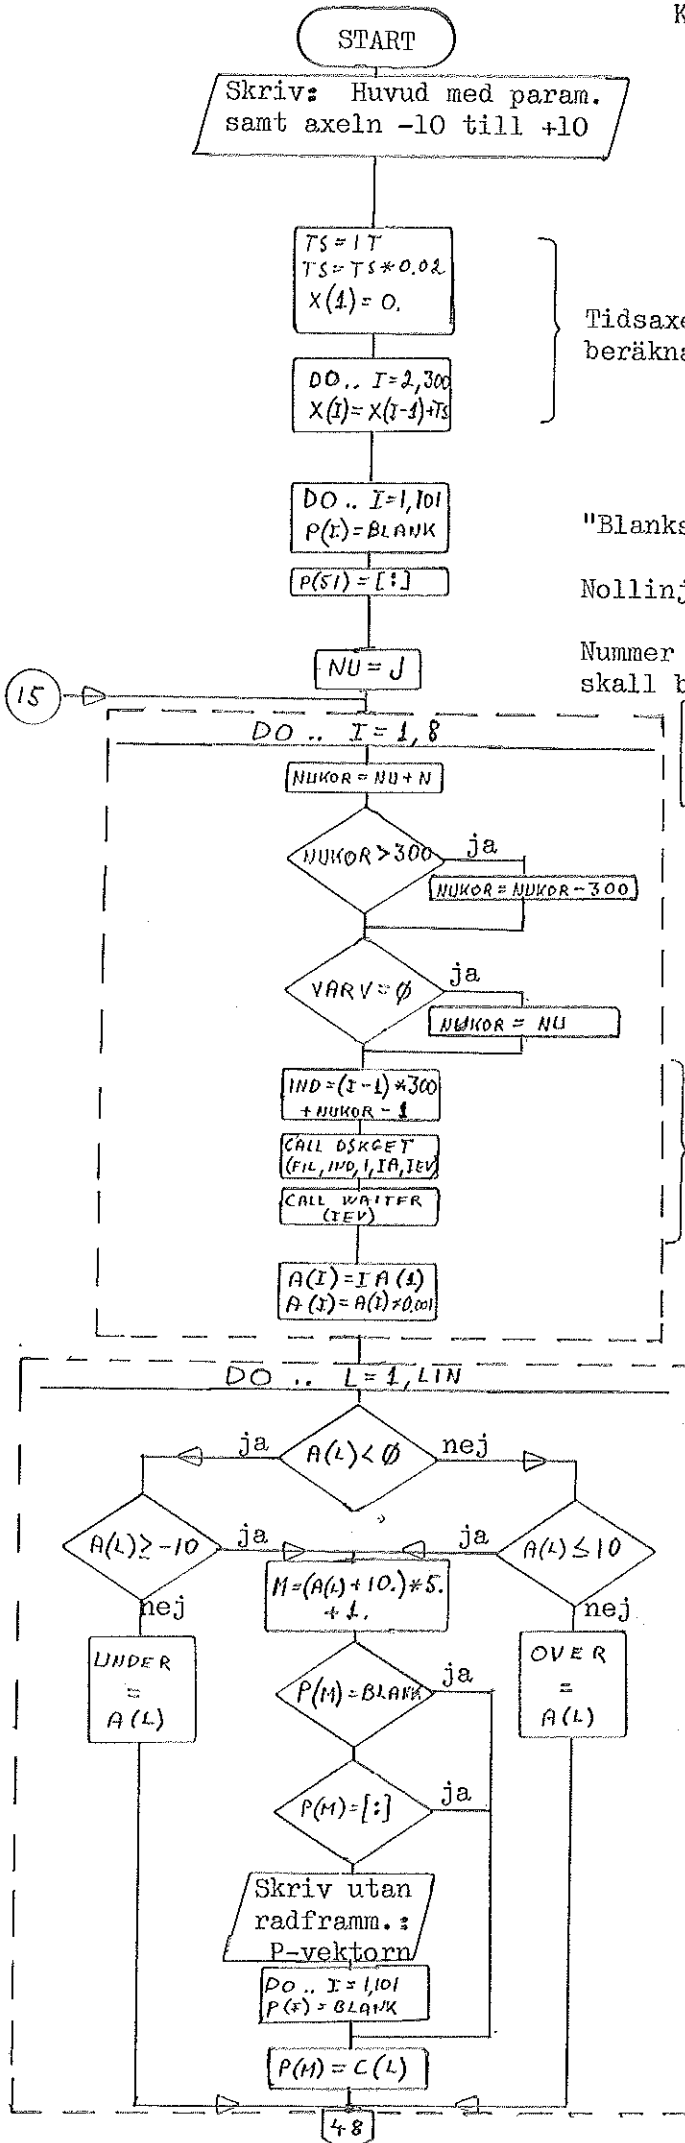 K
START
Skriv: Huvud med param.
samt axeln -10 till +10
TS = IT
TS = TS*0.02
X(1) = 0.
DO .. I=2,300
X(I) = X(I-1)+TS
beräkna
DO .. I=1,101
P(I) = BLANK
"Blanks
P(51) = [:]
Nollinj
NU = J
Nummer
skall b
15
DO .. I = 1,8
NUKOR = NU + N
NUKOR > 300
ja
NUKOR = NUKOR - 300
VARV = Ø
ja
NUKOR = NU
IND = (I-1)*300
+ NUKOR - 1
CALL DSKGET
(FIL, IND, 1, IA, IEV)
CALL WAITFR
(IEV)
A(I) = IA(1)
A(I) = A(I)*0.001
DO .. L = 1, LIN
ja
A(L) < Ø
nej
A(L) ≥ -10
ja
ja
A(L) ≤ 10
M = (A(L)+10.)*5.
+ 1.
nej
nej
UNDER
=
A(L)
OVER
=
A(L)
P(M) = BLANK
ja
P(M) = [:]
ja
Skriv utan
radframm.:
P-vektorn
DO .. I = 1,101
P(I) = BLANK
P(M) = C(L)
48